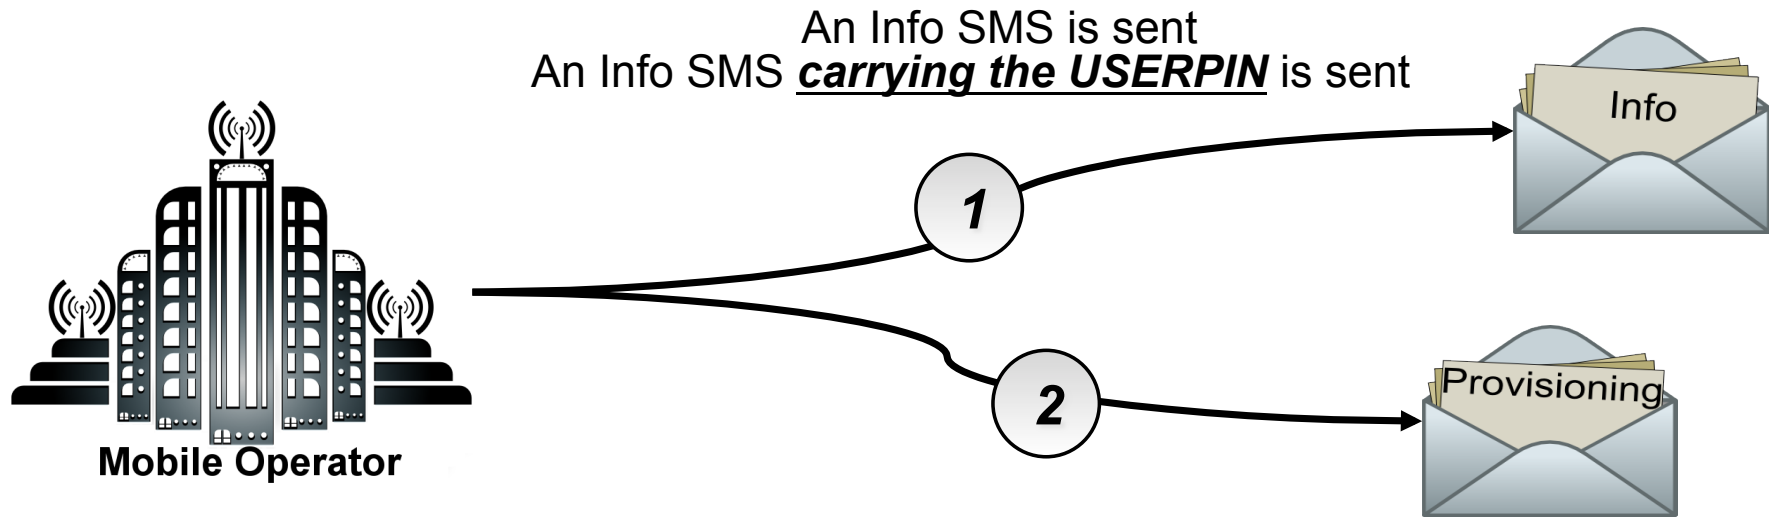 An Info SMS is sent
An Info SMS carrying the USERPIN is sent
Info
1
2
Provisioning
Mobile Operator